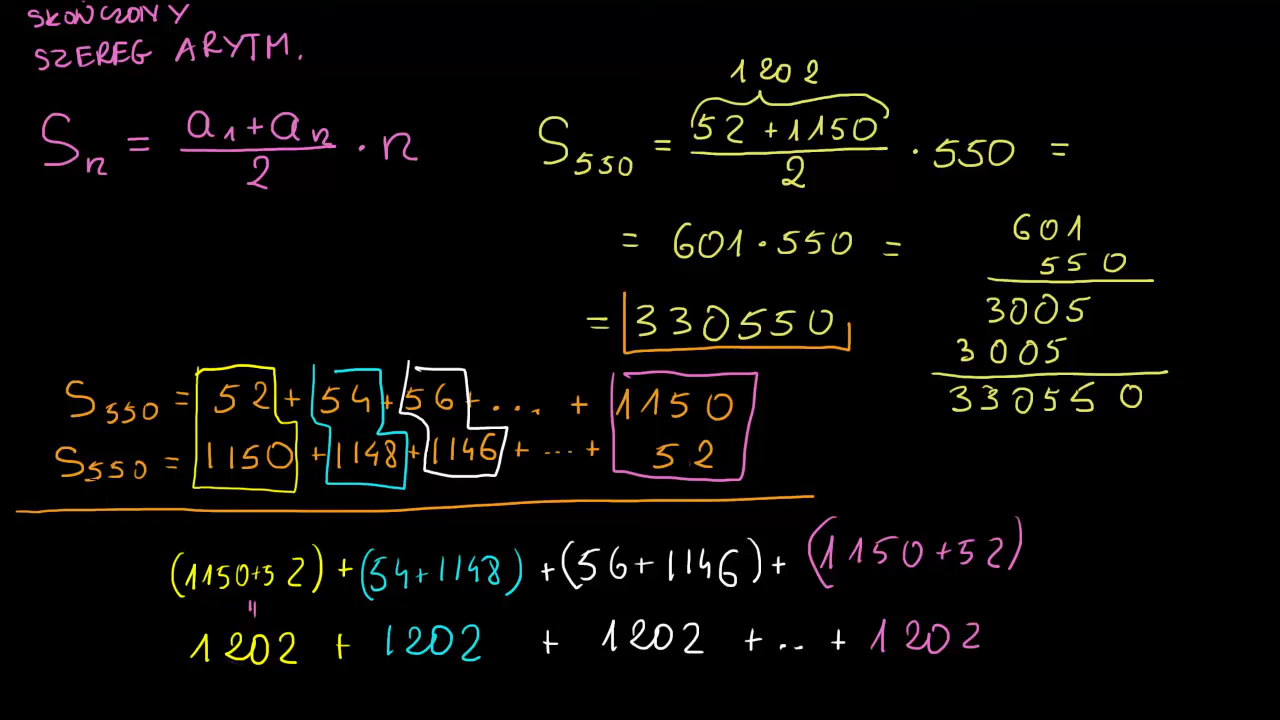 SKOŃCZONY
SZEREG ARYTM.
Sn = a1+an / 2 · n
1202
S550 = 52+1150 / 2 · 550 =
= 601·550 =
= 330550
601
550
3005
3005
330550
S550 = 52 + 54 + 56 + ... + 1150
S550 = 1150 + 1148 + 1146 + ... + 52
(1150+52) + (54+1148) + (56+1146) + (1150+52)
"
1202 + 1202 + 1202 + .. + 1202